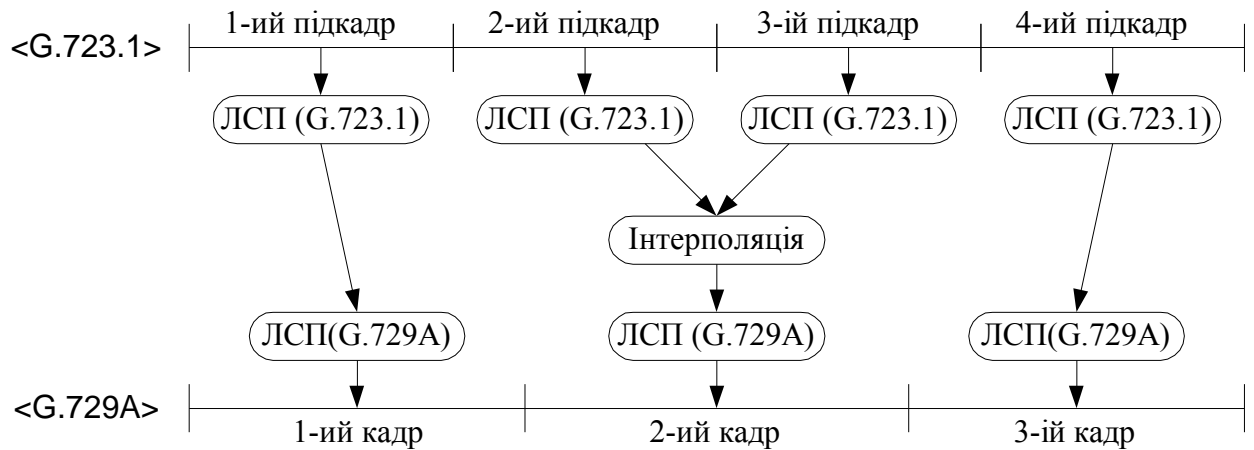 <G.723.1>
1-ий підкадр
2-ий підкадр
3-ій підкадр
4-ий підкадр
ЛСП (G.723.1)
ЛСП (G.723.1)
ЛСП (G.723.1)
ЛСП (G.723.1)
Інтерполяція
ЛСП(G.729A)
ЛСП (G.729A)
ЛСП(G.729A)
<G.729A>
1-ий кадр
2-ий кадр
3-ій кадр